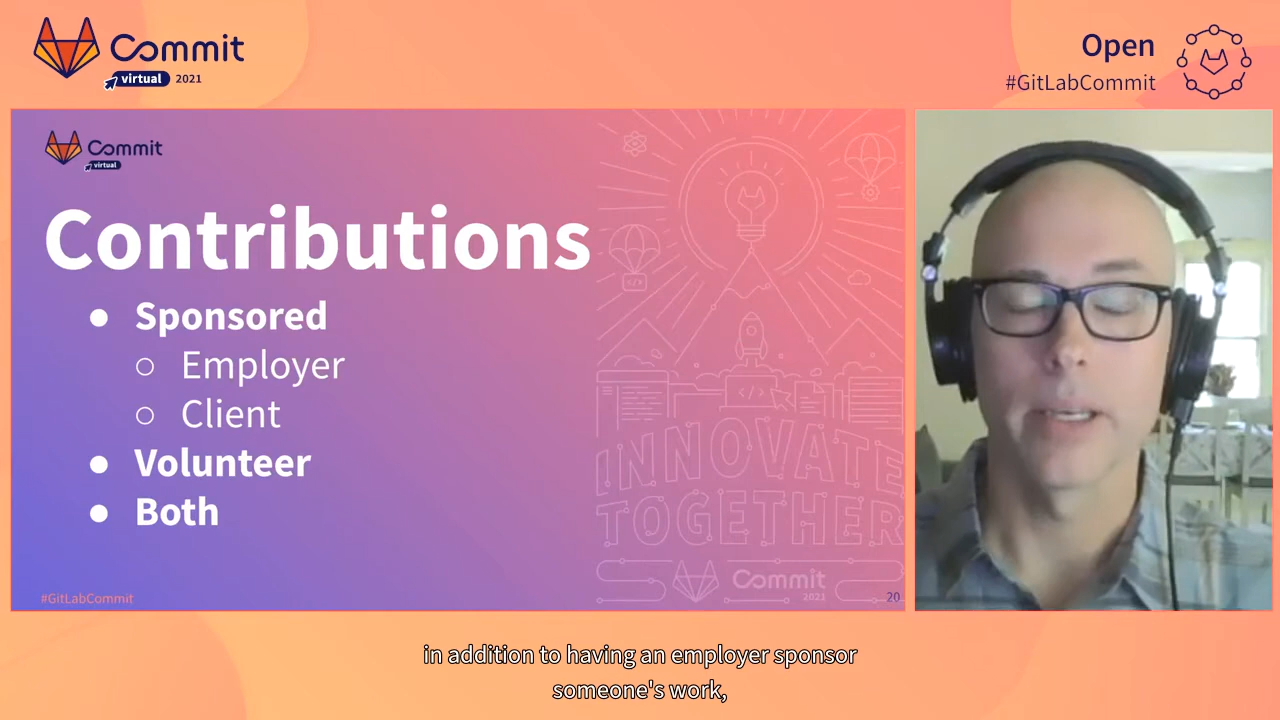 Commit
virtual 2021
Open
#GitLabCommit
Commit
virtual
Contributions
● Sponsored
○ Employer
○ Client
● Volunteer
● Both
</>
INNOVATE
TOGETHER
Commit
2021
#GitLabCommit
20
in addition to having an employer sponsor
someone's work,